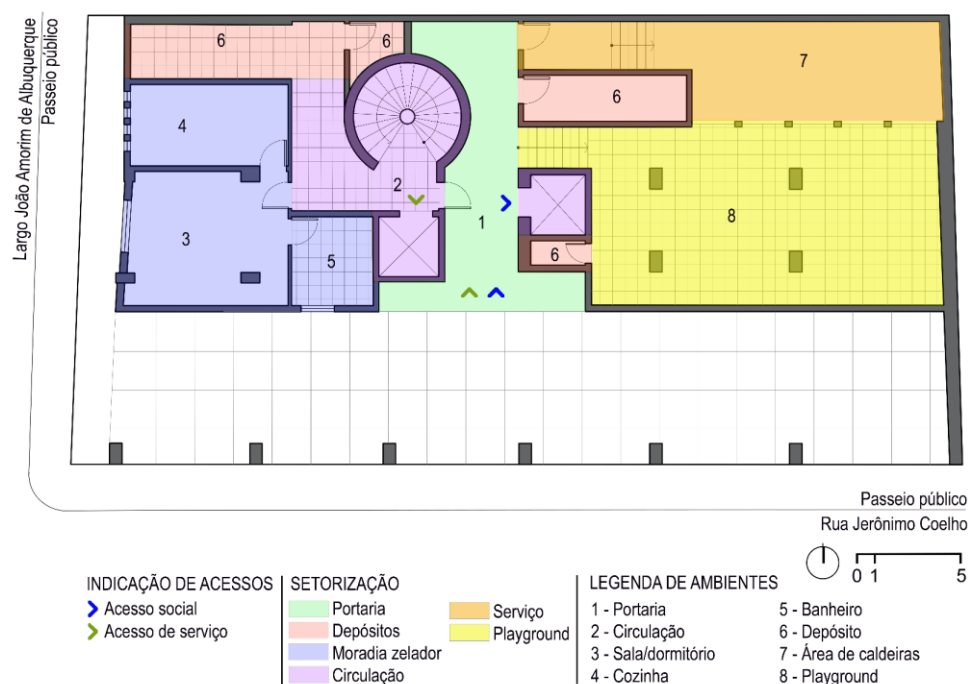 Largo João Amorim de Albuquerque
Passeio público
6
6
7
4
6
2
1
8
3
5
6
Passeio público
Rua Jerônimo Coelho
0 1 5
INDICAÇÃO DE ACESSOS
Acesso social
Acesso de serviço
SETORIZAÇÃO
Portaria
Depósitos
Moradia zelador
Circulação
Serviço
Playground
LEGENDA DE AMBIENTES
1 - Portaria
2 - Circulação
3 - Sala/dormitório
4 - Cozinha
5 - Banheiro
6 - Depósito
7 - Área de caldeiras
8 - Playground